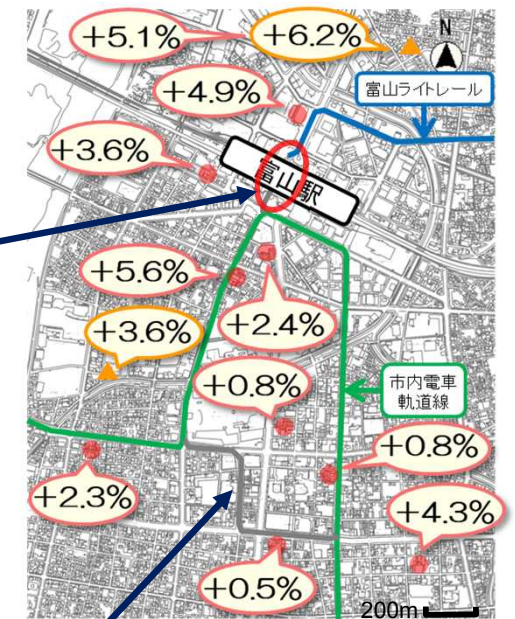 +5.1%
+6.2%
N
+4.9%
富山ライトレール
+3.6%
富山駅
+5.6%
+2.4%
+3.6%
+0.8%
市内電車
軌道線
+0.8%
+2.3%
+4.3%
+0.5%
200m